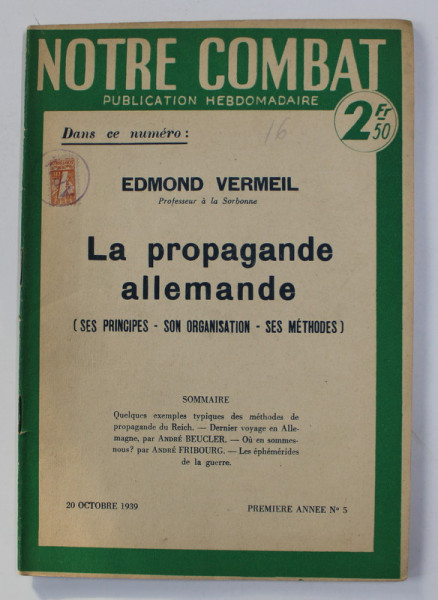 NOTRE COMBAT
PUBLICATION HEBDOMADAIRE
2 Fr 50
Dans ce numéro :
16
EDMOND VERMEIL
Professeur à la Sorbonne
La propagande
allemande
( SES PRINCIPES - SON ORGANISATION - SES MÉTHODES )
SOMMAIRE
Quelques exemples typiques des méthodes de
propagande du Reich. — Dernier voyage en Alle-
magne, par ANDRÉ BEUCLER. — Où en sommes-
nous? par ANDRÉ FRIBOURG. — Les éphémérides
de la guerre.
20 OCTOBRE 1939
PREMIERE ANNEE N° 5